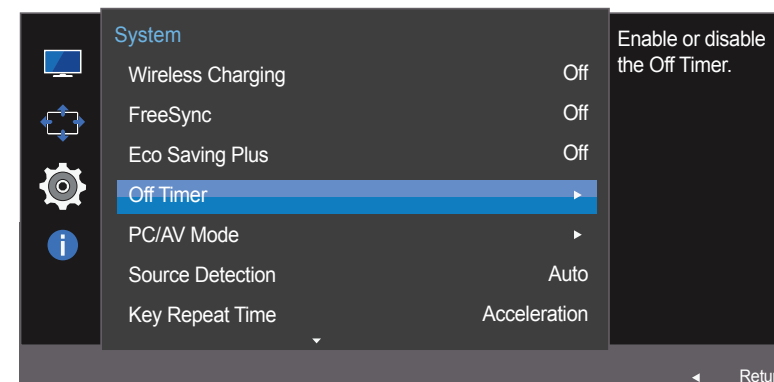 System
Wireless Charging Off
FreeSync Off
Eco Saving Plus Off
Off Timer
PC/AV Mode
Source Detection Auto
Key Repeat Time Acceleration
Enable or disable
the Off Timer.